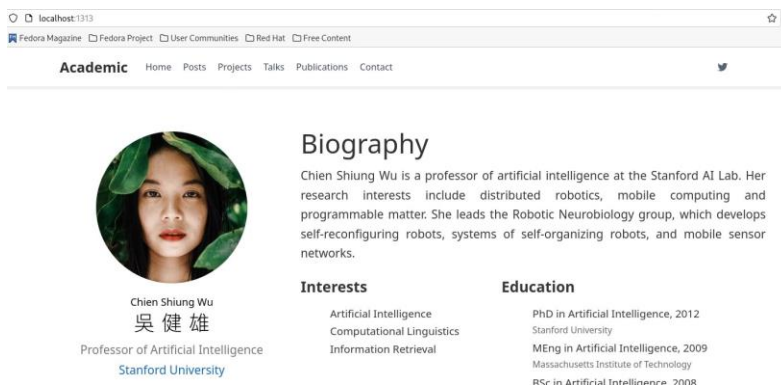 localhost:1313
Fedora Magazine Fedora Project User Communities Red Hat Free Content
Academic Home Posts Projects Talks Publications Contact
Biography
Chien Shiung Wu is a professor of artificial intelligence at the Stanford AI Lab. Her
research interests include distributed robotics, mobile computing and
programmable matter. She leads the Robotic Neurobiology group, which develops
self-reconfiguring robots, systems of self-organizing robots, and mobile sensor
networks.
Chien Shiung Wu
吳健雄
Professor of Artificial Intelligence
Stanford University
Interests
Artificial Intelligence
Computational Linguistics
Information Retrieval
Education
PhD in Artificial Intelligence, 2012
Stanford University
MEng in Artificial Intelligence, 2009
Massachusetts Institute of Technology
BSc in Artificial Intelligence, 2008